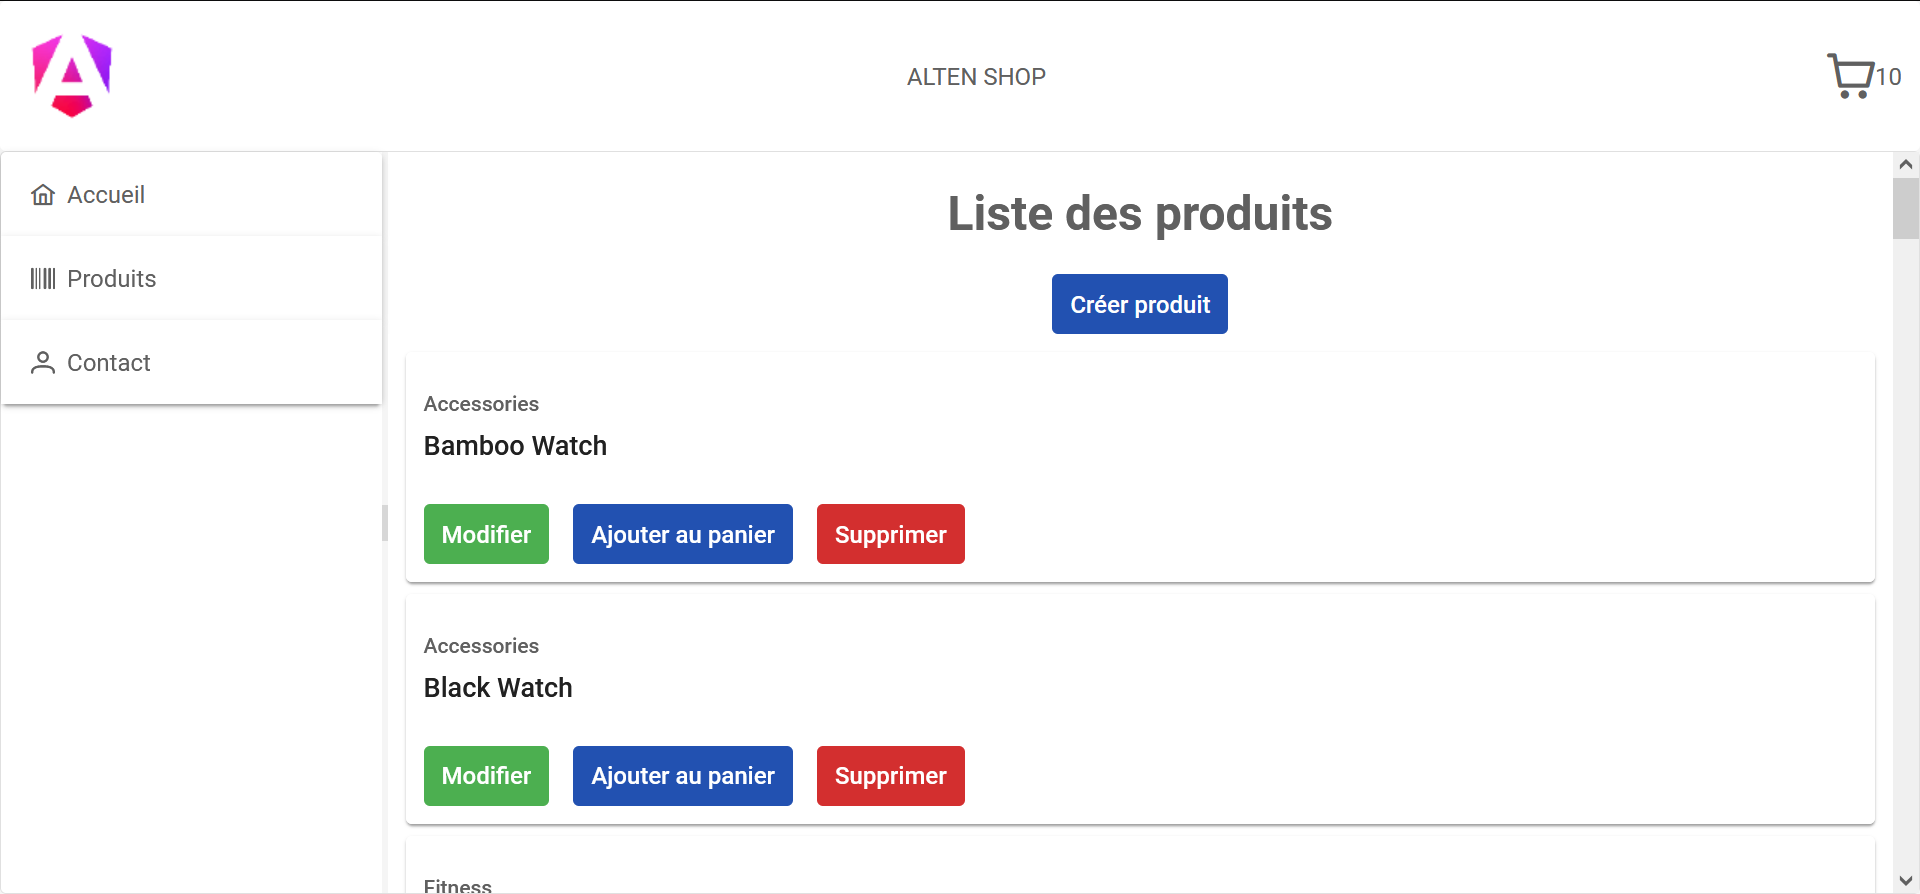 ALTEN SHOP
10
Accueil
Produits
Contact
Liste des produits
Créer produit
Accessories
Bamboo Watch
Modifier
Ajouter au panier
Supprimer
Accessories
Black Watch
Modifier
Ajouter au panier
Supprimer
Fitness